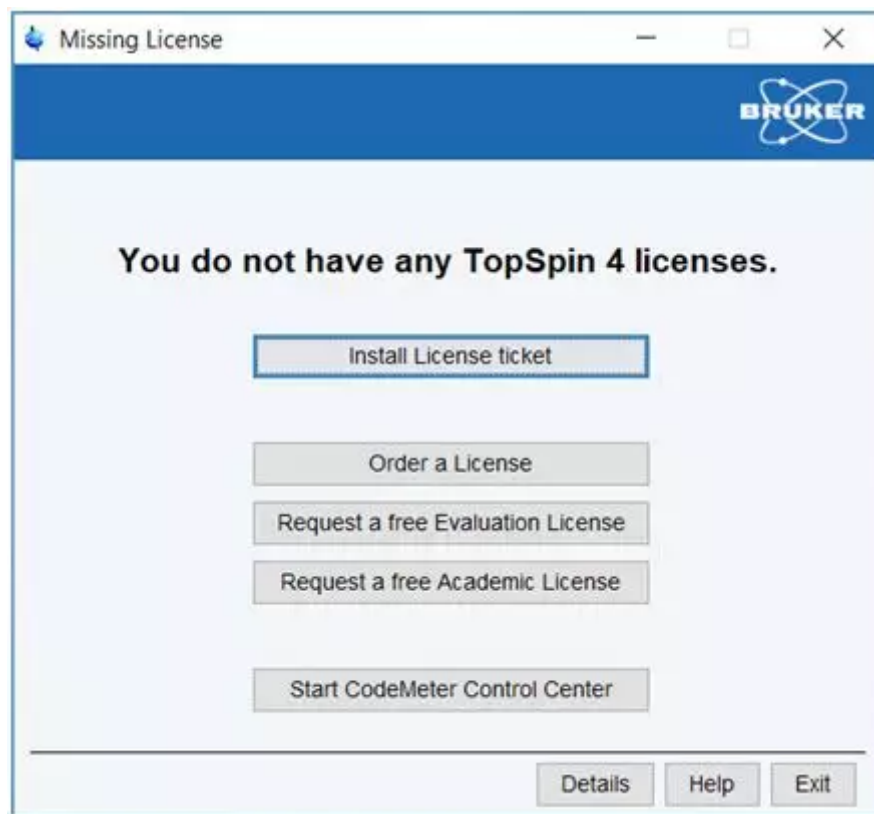 Missing License
BRUKER
You do not have any TopSpin 4 licenses.
Install License ticket
Order a License
Request a free Evaluation License
Request a free Academic License
Start CodeMeter Control Center
Details Help Exit